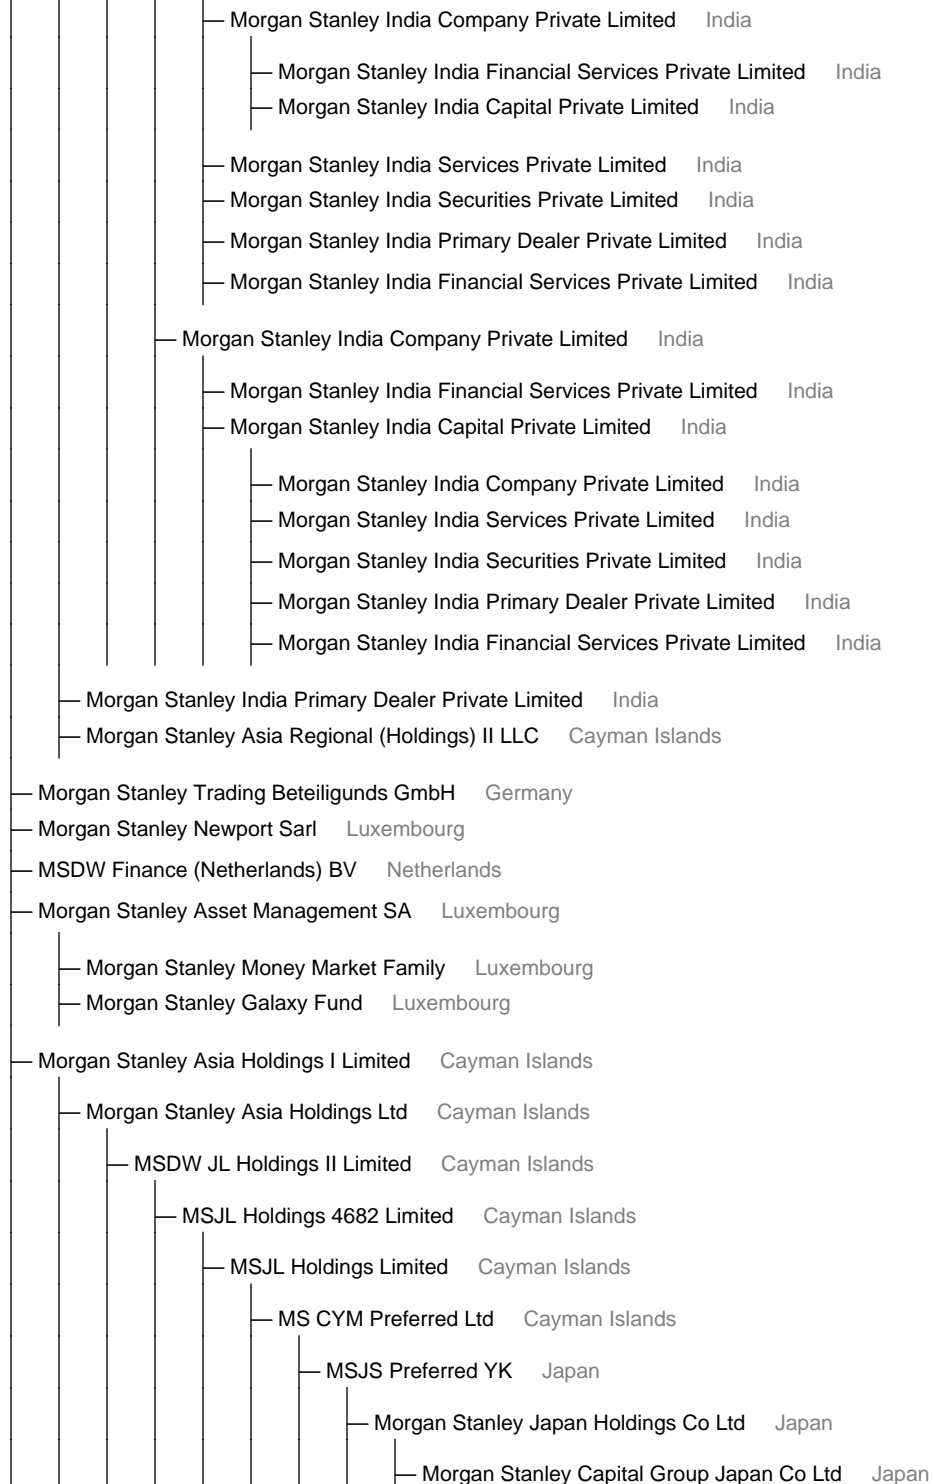 Morgan Stanley India Company Private Limited India
Morgan Stanley India Financial Services Private Limited India
Morgan Stanley India Capital Private Limited India
Morgan Stanley India Services Private Limited India
Morgan Stanley India Securities Private Limited India
Morgan Stanley India Primary Dealer Private Limited India
Morgan Stanley India Financial Services Private Limited India
Morgan Stanley India Company Private Limited India
Morgan Stanley India Financial Services Private Limited India
Morgan Stanley India Capital Private Limited India
Morgan Stanley India Company Private Limited India
Morgan Stanley India Services Private Limited India
Morgan Stanley India Securities Private Limited India
Morgan Stanley India Primary Dealer Private Limited India
Morgan Stanley India Financial Services Private Limited India
Morgan Stanley India Primary Dealer Private Limited India
Morgan Stanley Asia Regional (Holdings) II LLC Cayman Islands
Morgan Stanley Trading Beteiligunds GmbH Germany
Morgan Stanley Newport Sarl Luxembourg
MSDW Finance (Netherlands) BV Netherlands
Morgan Stanley Asset Management SA Luxembourg
Morgan Stanley Money Market Family Luxembourg
Morgan Stanley Galaxy Fund Luxembourg
Morgan Stanley Asia Holdings I Limited Cayman Islands
Morgan Stanley Asia Holdings Ltd Cayman Islands
MSDW JL Holdings II Limited Cayman Islands
MSJL Holdings 4682 Limited Cayman Islands
MSJL Holdings Limited Cayman Islands
MS CYM Preferred Ltd Cayman Islands
MSJS Preferred YK Japan
Morgan Stanley Japan Holdings Co Ltd Japan
Morgan Stanley Capital Group Japan Co Ltd Japan